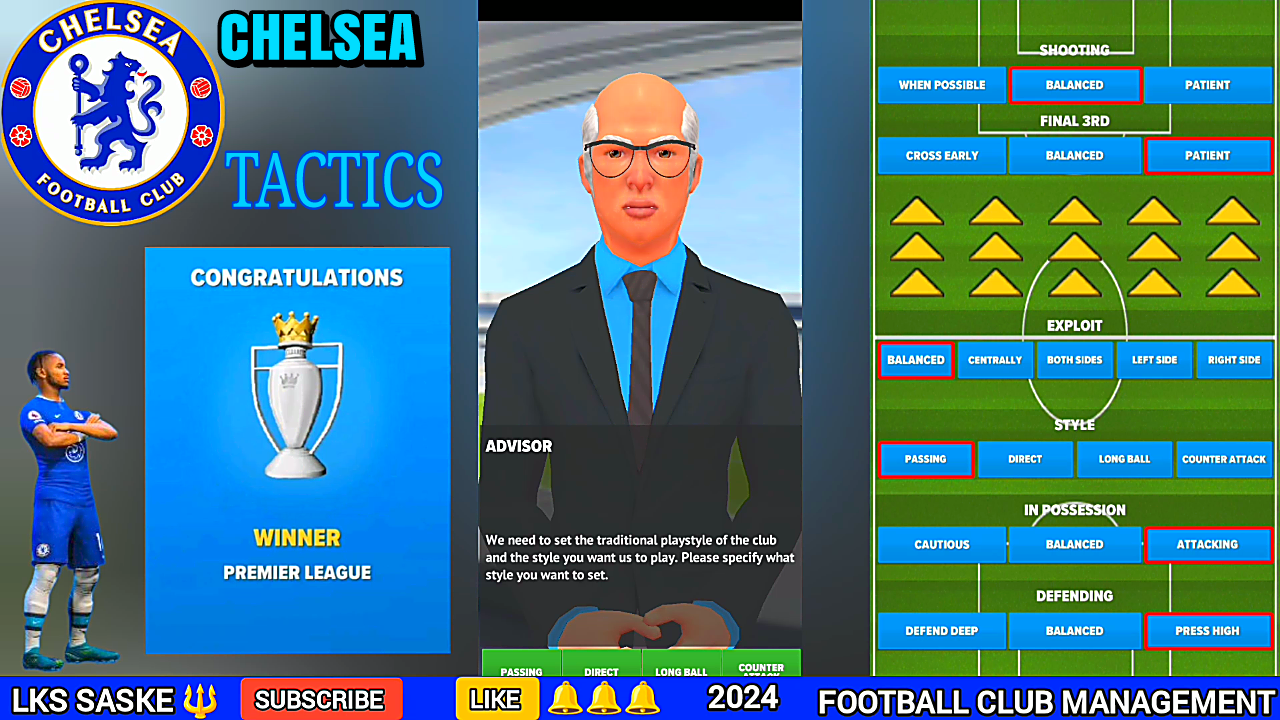 CHELSEA
FOOTBALL CLUB
CHELSEA
TACTICS
CONGRATULATIONS
WINNER
PREMIER LEAGUE
ADVISOR
We need to set the traditional playstyle of the club
and the style you want us to play. Please specify what
style you want to set.
PASSING DIRECT LONG BALL COUNTER
ATTACK
SHOOTING
WHEN POSSIBLE BALANCED PATIENT
FINAL 3RD
CROSS EARLY BALANCED PATIENT
EXPLOIT
BALANCED CENTRALLY BOTH SIDES LEFT SIDE RIGHT SIDE
STYLE
PASSING DIRECT LONG BALL COUNTER ATTACK
IN POSSESSION
CAUTIOUS BALANCED ATTACKING
DEFENDING
DEFEND DEEP BALANCED PRESS HIGH
LKS SASKE SUBSCRIBE LIKE 2024 FOOTBALL CLUB MANAGEMENT